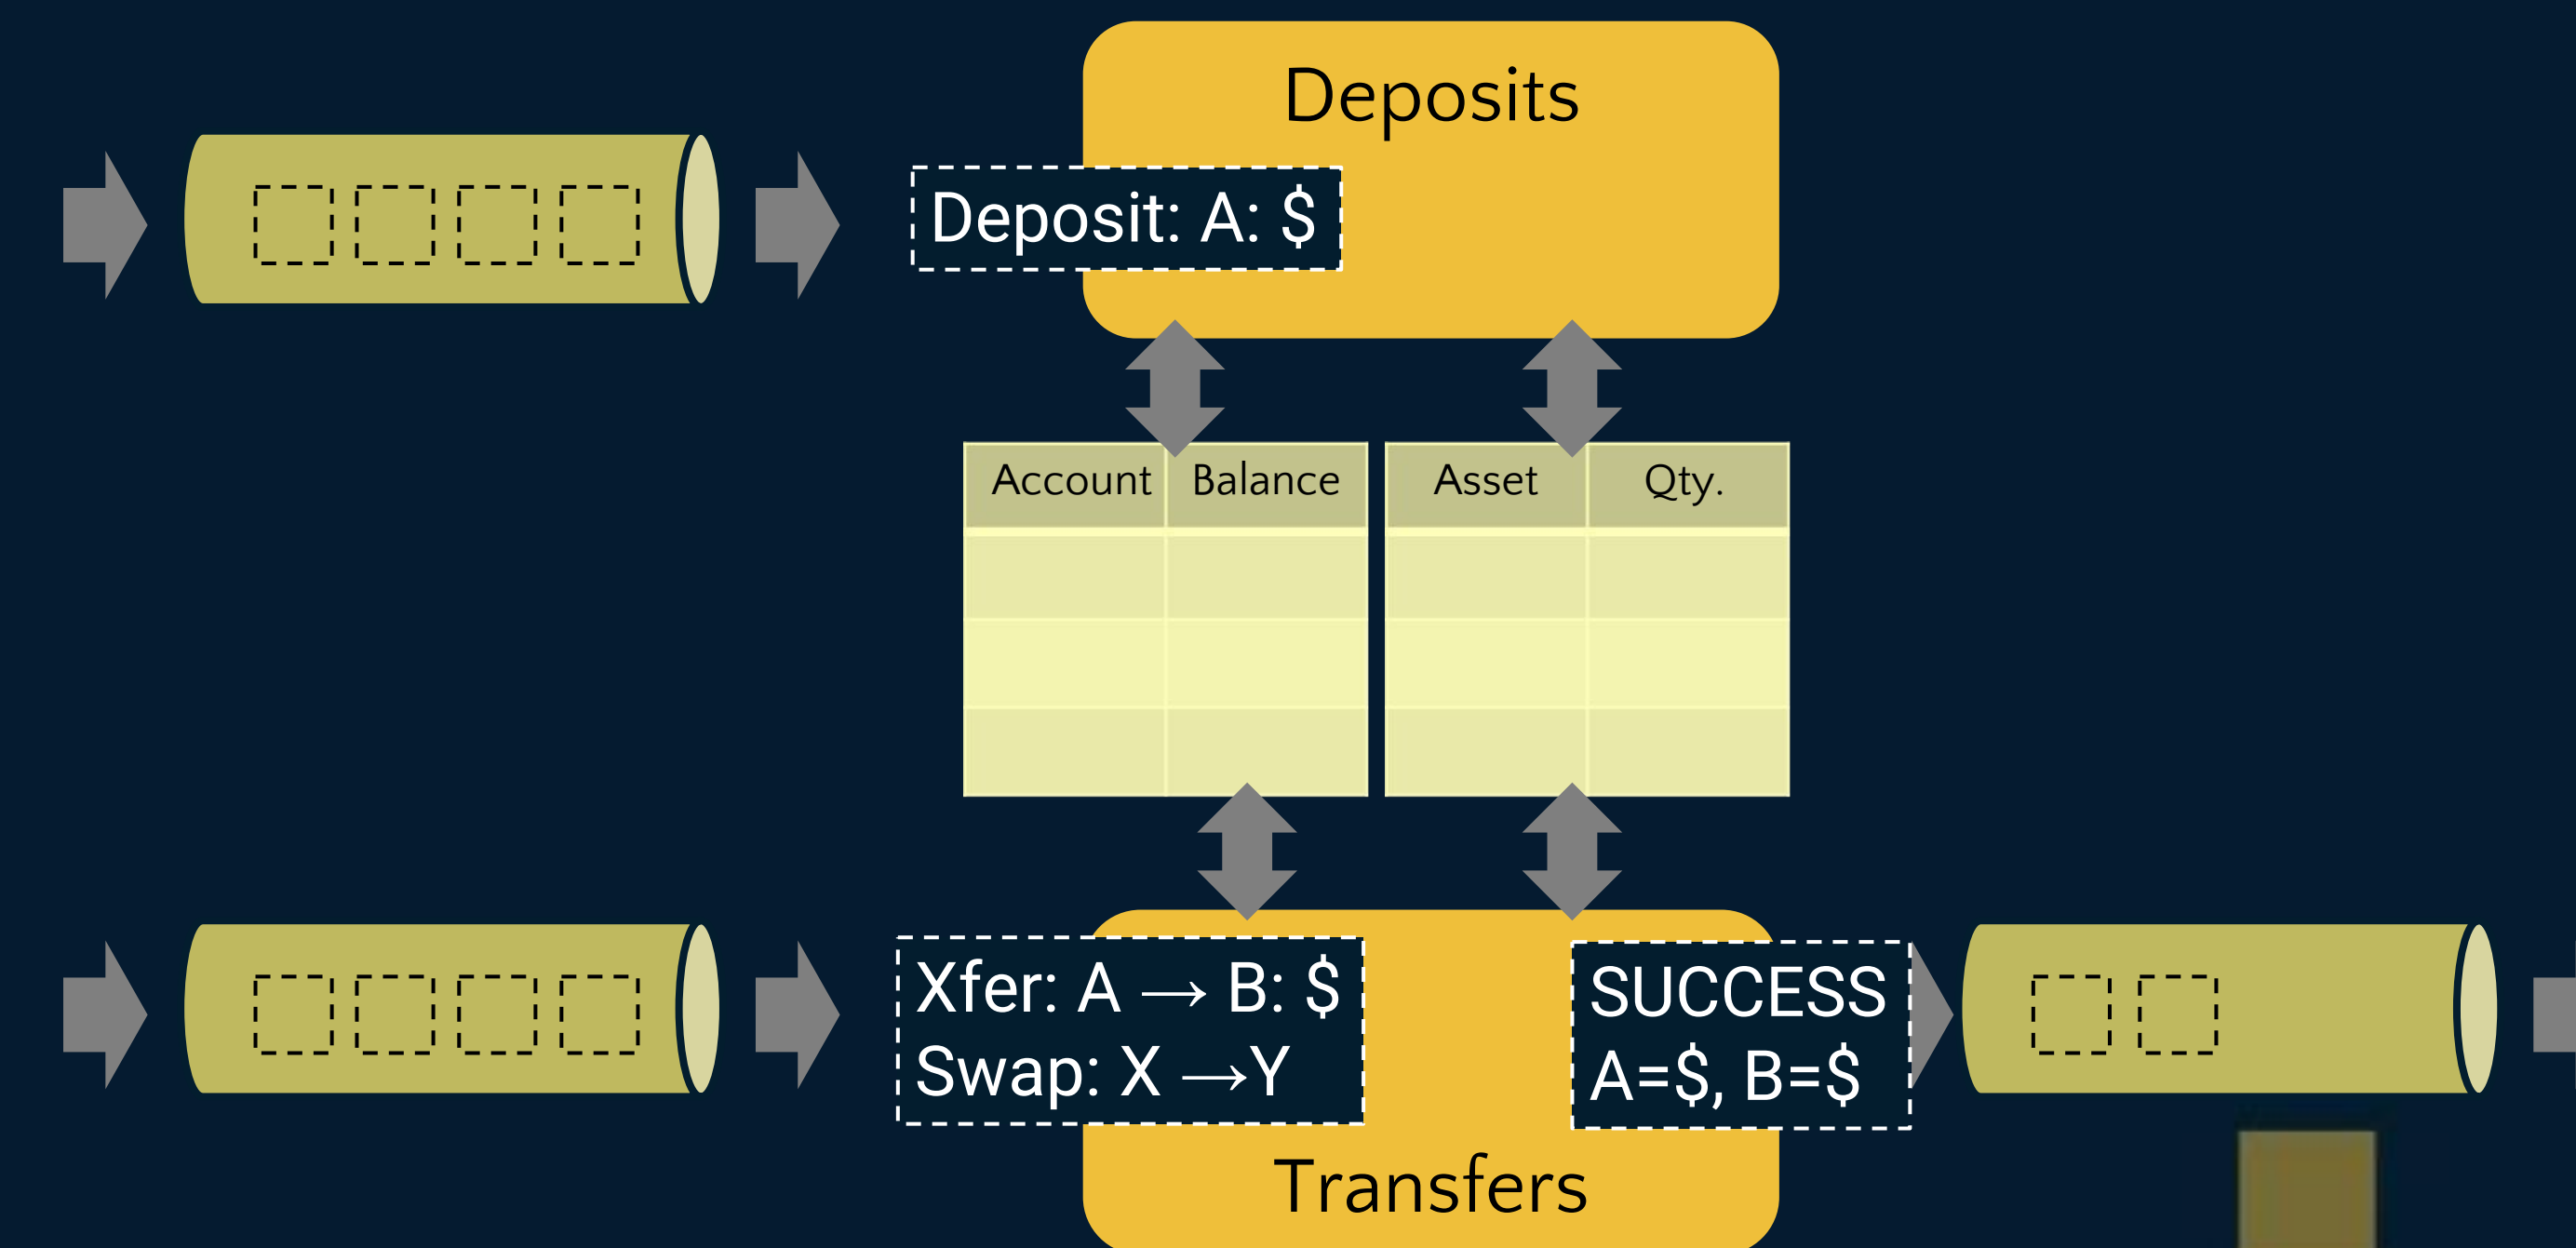 Deposits
Deposit: A: $
Account Balance Asset Qty.
Xfer: A → B: $
Swap: X →Y
SUCCESS
A=$, B=$
Transfers